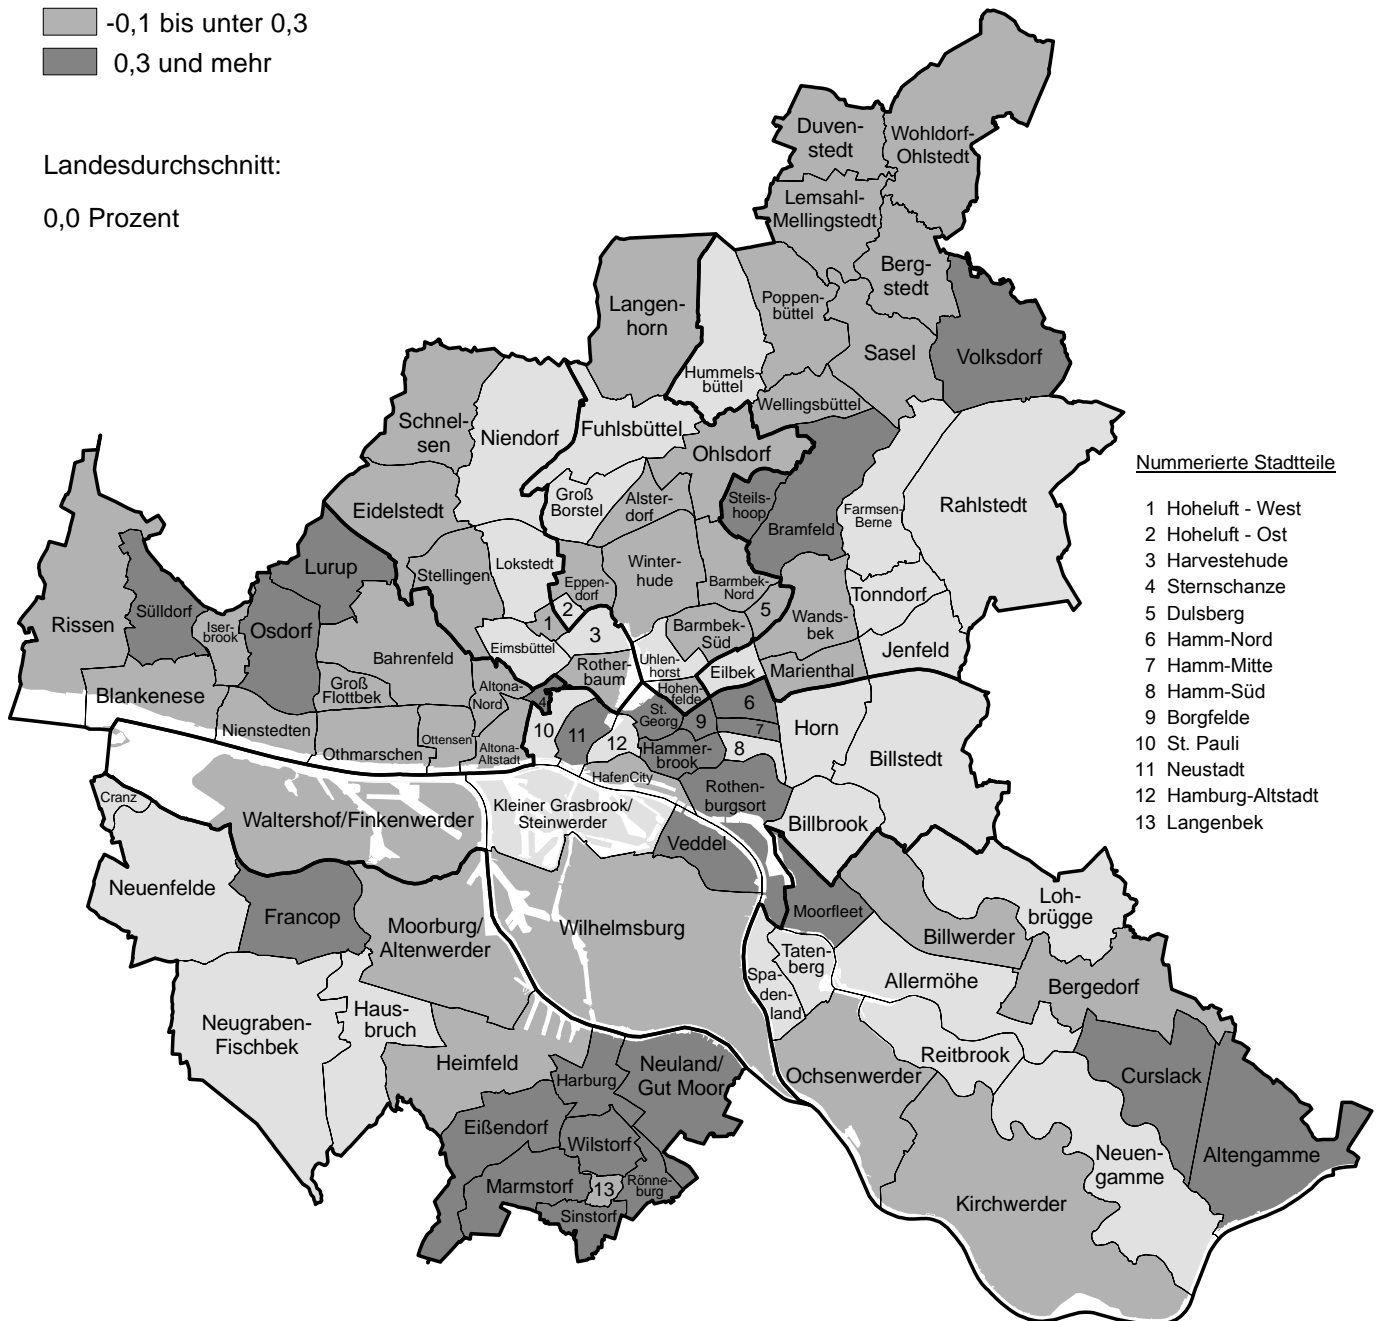 -0,1 bis unter 0,3
0,3 und mehr
Landesdurchschnitt:
0,0 Prozent
Duven-
stedt
Wohldorf-
Ohlstedt
Lemsahl-
Mellingstedt
Berg-
stedt
Poppen-
büttel
Langen-
horn
Hummels-
büttel
Sasel
Volksdorf
Wellingsbüttel
Schnel-
sen
Niendorf
Fuhlsbüttel
Ohlsdorf
Rahlstedt
Farmsen-
Berne
Bramfeld
Steils-
hoop
Alster-
dorf
Groß
Borstel
Eidelstedt
Lokstedt
Stellingen
Lurup
Eppen-
dorf
Winter-
hude
Barmbek-
Nord
Barmbek-
Süd
5
Wands-
bek
Tonndorf
Jenfeld
Marienthal
Eilbek
Uhlen-
horst
Hohen-
felde
2
1
3
Eimsbüttel
Rother-
baum
Rissen
Sülldorf
Iser-
brook
Osdorf
Bahrenfeld
Groß
Flottbek
Blankenese
Nienstedten
Othmarschen
Ottensen
Altona-
Nord
Altona-
Altstadt
4
10
11
12
St.
Georg
9
6
7
8
Hammer-
brook
HafenCity
Rothen-
burgsort
Horn
Billstedt
Billbrook
Cranz
Waltershof/Finkenwerder
Kleiner Grasbrook/
Steinwerder
Veddel
Neuenfelde
Francop
Moorburg/
Altenwerder
Wilhelmsburg
Moorfleet
Billwerder
Loh-
brügge
Taten-
berg
Spa-
den-
land
Allermöhe
Bergedorf
Neugraben-
Fischbek
Haus-
bruch
Heimfeld
Harburg
Neuland/
Gut Moor
Ochsenwerder
Reitbrook
Curslack
Eißendorf
Wilstorf
Marmstorf
13
Rönne-
burg
Sinstorf
Kirchwerder
Neuen-
gamme
Altengamme
Nummerierte Stadtteile
1 Hoheluft - West
2 Hoheluft - Ost
3 Harvestehude
4 Sternschanze
5 Dulsberg
6 Hamm-Nord
7 Hamm-Mitte
8 Hamm-Süd
9 Borgfelde
10 St. Pauli
11 Neustadt
12 Hamburg-Altstadt
13 Langenbek